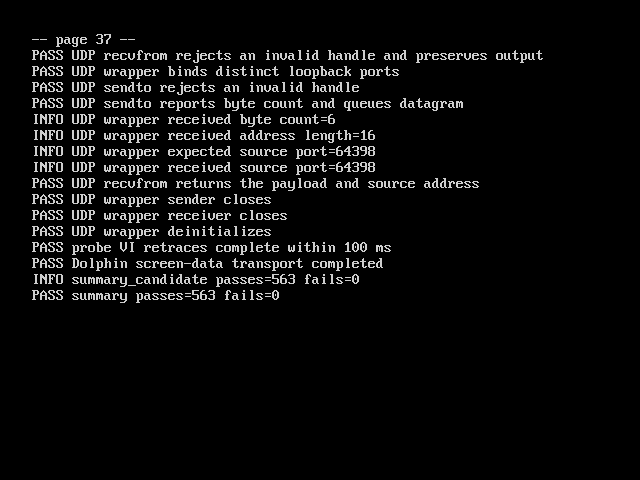 -- page 37 --
PASS UDP recvfrom rejects an invalid handle and preserves output
PASS UDP wrapper binds distinct loopback ports
PASS UDP sendto rejects an invalid handle
PASS UDP sendto reports byte count and queues datagram
INFO UDP wrapper received byte count=6
INFO UDP wrapper received address length=16
INFO UDP wrapper expected source port=64398
INFO UDP wrapper received source port=64398
PASS UDP recvfrom returns the payload and source address
PASS UDP wrapper sender closes
PASS UDP wrapper receiver closes
PASS UDP wrapper deinitializes
PASS probe VI retraces complete within 100 ms
PASS Dolphin screen-data transport completed
INFO summary_candidate passes=563 fails=0
PASS summary passes=563 fails=0